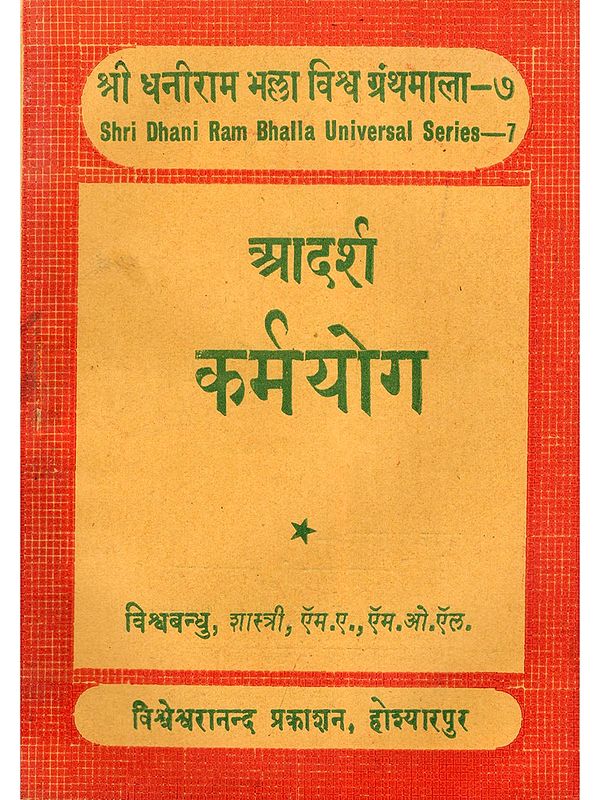 श्री धनीराम भल्ला विश्व ग्रंथमाला-७
Shri Dhani Ram Bhalla Universal Series—7
आदर्श
कर्मयोग
विश्वबन्धु, शास्त्री, ऍम.ए., ऍम.ओ.ऍल.
विश्वेश्वरानन्द प्रकाशन, होश्यारपुर